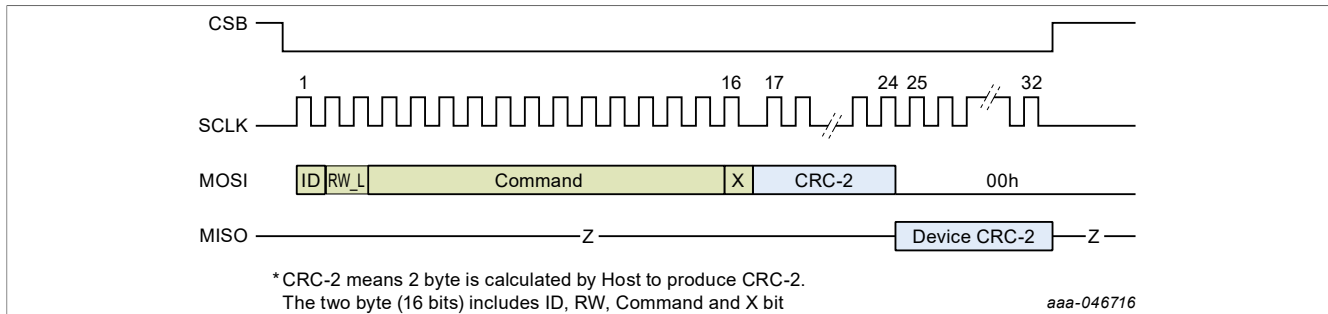 CSB
1 16 17 24 25 32
SCLK
MOSI ID RW_L Command X CRC-2 00h
MISO Z Device CRC-2 Z
* CRC-2 means 2 byte is calculated by Host to produce CRC-2.
The two byte (16 bits) includes ID, RW, Command and X bit
aaa-046716